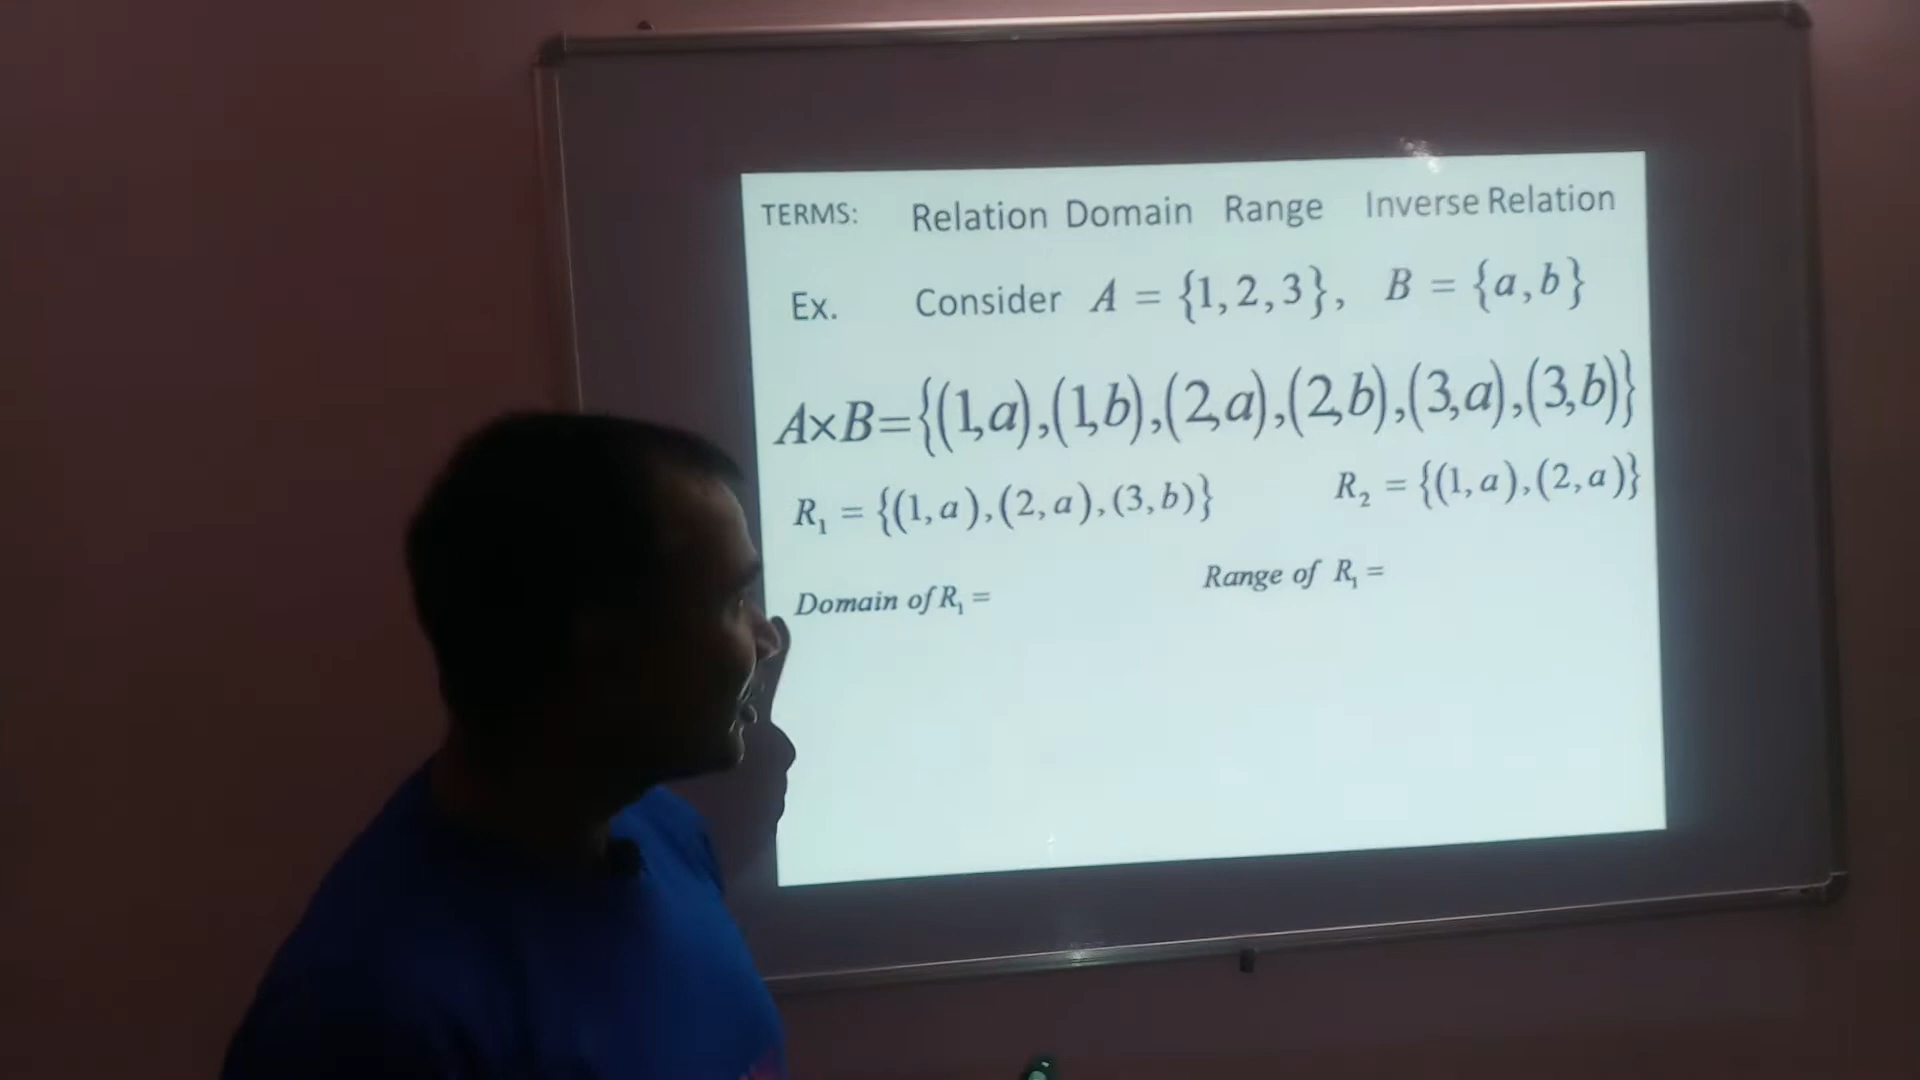 TERMS: Relation Domain Range Inverse Relation
Ex. Consider A = {1, 2, 3}, B = {a, b}
A×B={(1,a),(1,b),(2,a),(2,b),(3,a),(3,b)}
R₁ = {(1, a), (2, a), (3, b)} R₂ = {(1, a), (2, a)}
Domain of R₁ = Range of R₁ =